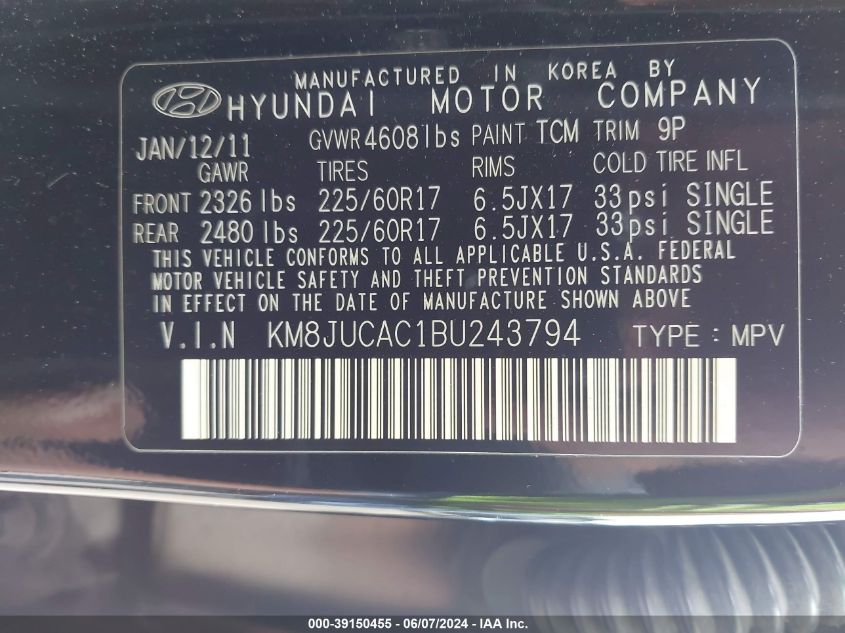 MANUFACTURED IN KOREA BY
HYUNDAI MOTOR COMPANY
JAN/12/11 GVWR 4608 lbs PAINT TCM TRIM 9P
GAWR TIRES RIMS COLD TIRE INFL
FRONT 2326 lbs 225/60R17 6.5JX17 33psi SINGLE
REAR 2480 lbs 225/60R17 6.5JX17 33psi SINGLE
THIS VEHICLE CONFORMS TO ALL APPLICABLE U.S.A. FEDERAL
MOTOR VEHICLE SAFETY AND THEFT PREVENTION STANDARDS
IN EFFECT ON THE DATE OF MANUFACTURE SHOWN ABOVE
V.I.N KM8JUCAC1BU243794 TYPE : MPV
000-39150455 - 06/07/2024 - IAA Inc.